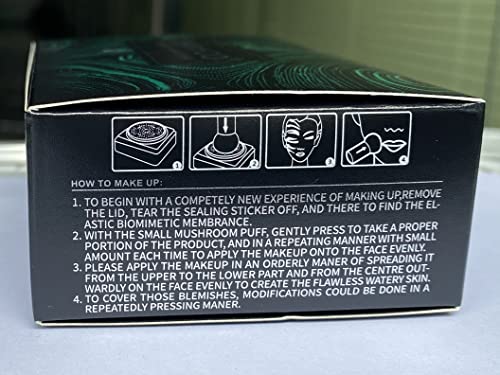 1
2
3
4
HOW TO MAKE UP:
1. TO BEGIN WITH A COMPETELY NEW EXPERIENCE OF MAKING UP,REMOVE
THE LID, TEAR THE SEALING STICKER OFF, AND THERE TO FIND THE EL-
ASTIC BIOMIMETIC MEMBRANCE.
2. WITH THE SMALL MUSHROOM PUFF, GENTLY PRESS TO TAKE A PROPER
PORTION OF THE PRODUCT, AND IN A REPEATING MANNER WITH SMALL
AMOUNT EACH TIME TO APPLY THE MAKEUP ONTO THE FACE EVENLY.
3. PLEASE APPLY THE MAKEUP IN AN ORDERLY MANER OF SPREADING IT
FROM THE UPPER TO THE LOWER PART AND FROM THE CENTRE OUT-
WARDLY ON THE FACE EVENLY TO CREATE THE FLAWLESS WATERY SKIN.
4. TO COVER THOSE BLEMISHES, MODIFICATIONS COULD BE DONE IN A
REPEATEDLY PRESSING MANER.